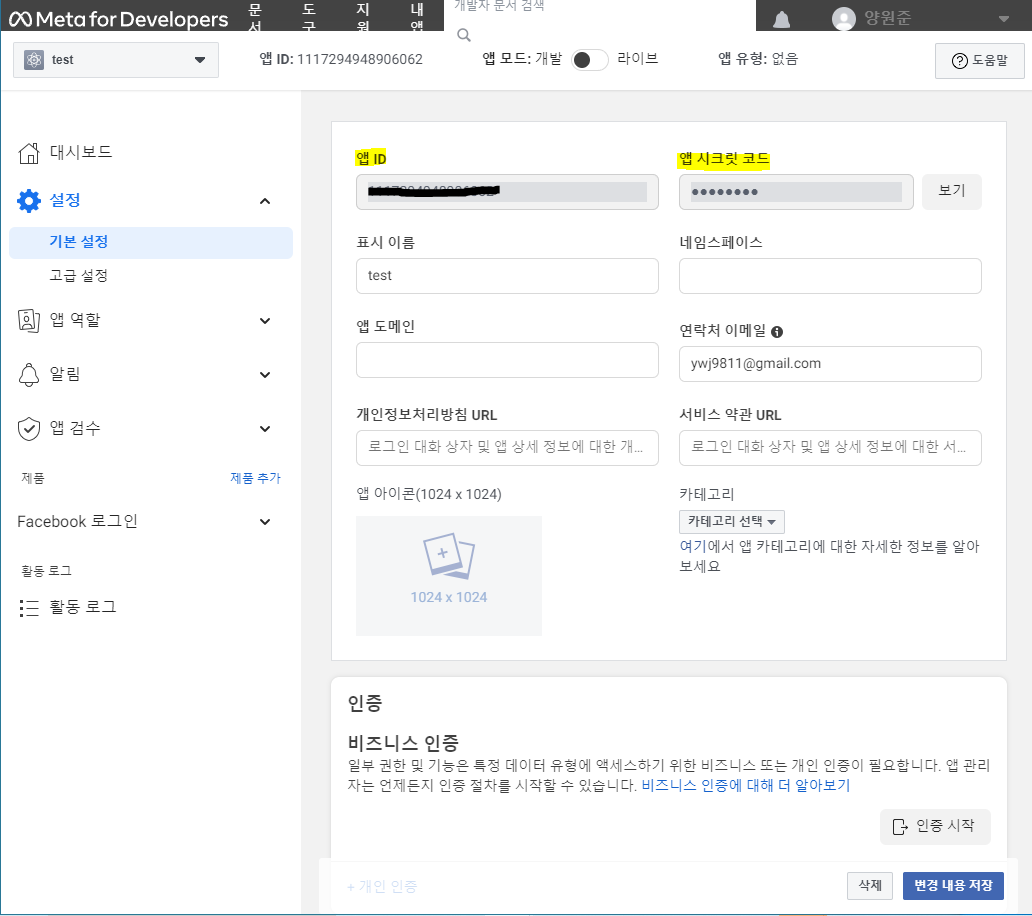 Meta for Developers
문서
도구
지원
내 앱
개발자 문서 검색
양원준
test
앱 ID: 1117294948906062
앱 모드: 개발
라이브
앱 유형: 없음
도움말
대시보드
설정
기본 설정
고급 설정
앱 역할
알림
앱 검수
제품
제품 추가
Facebook 로그인
활동 로그
활동 로그
앱 ID
앱 시크릿 코드
●●●●●●●●
보기
표시 이름
네임스페이스
test
앱 도메인
연락처 이메일
ywj9811@gmail.com
개인정보처리방침 URL
서비스 약관 URL
로그인 대화 상자 및 앱 상세 정보에 대한 개...
로그인 대화 상자 및 앱 상세 정보에 대한 서...
앱 아이콘(1024 x 1024)
카테고리
카테고리 선택
1024 x 1024
여기에서 앱 카테고리에 대한 자세한 정보를 알아
보세요
인증
비즈니스 인증
일부 권한 및 기능은 특정 데이터 유형에 액세스하기 위한 비즈니스 또는 개인 인증이 필요합니다. 앱 관리
자는 언제든지 인증 절차를 시작할 수 있습니다. 비즈니스 인증에 대해 더 알아보기
인증 시작
+ 개인 인증
삭제
변경 내용 저장